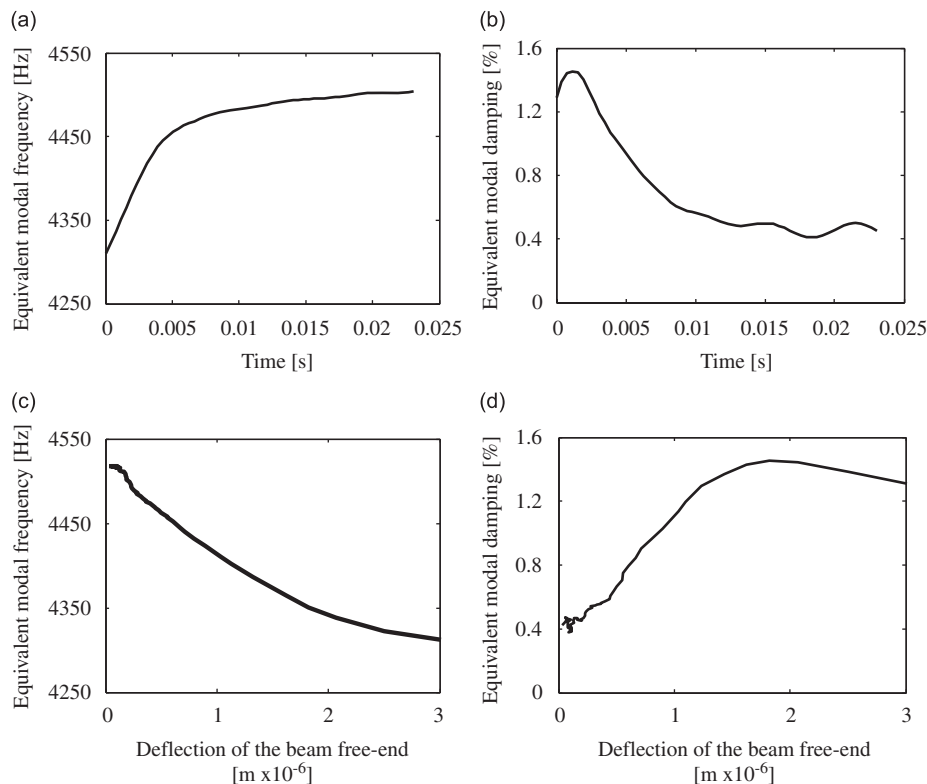 (a)
4550
4450
4350
4250
Equivalent modal frequency [Hz]
0 0.005 0.01 0.015 0.02 0.025
Time [s]
(b)
1.6
1.2
0.8
0.4
0
Equivalent modal damping [%]
0 0.005 0.01 0.015 0.02 0.025
Time [s]
(c)
4550
4450
4350
4250
Equivalent modal frequency [Hz]
0 1 2 3
Deflection of the beam free-end
[m x10-6]
(d)
1.6
1.2
0.8
0.4
0
Equivalent modal damping [%]
0 1 2 3
Deflection of the beam free-end
[m x10-6]